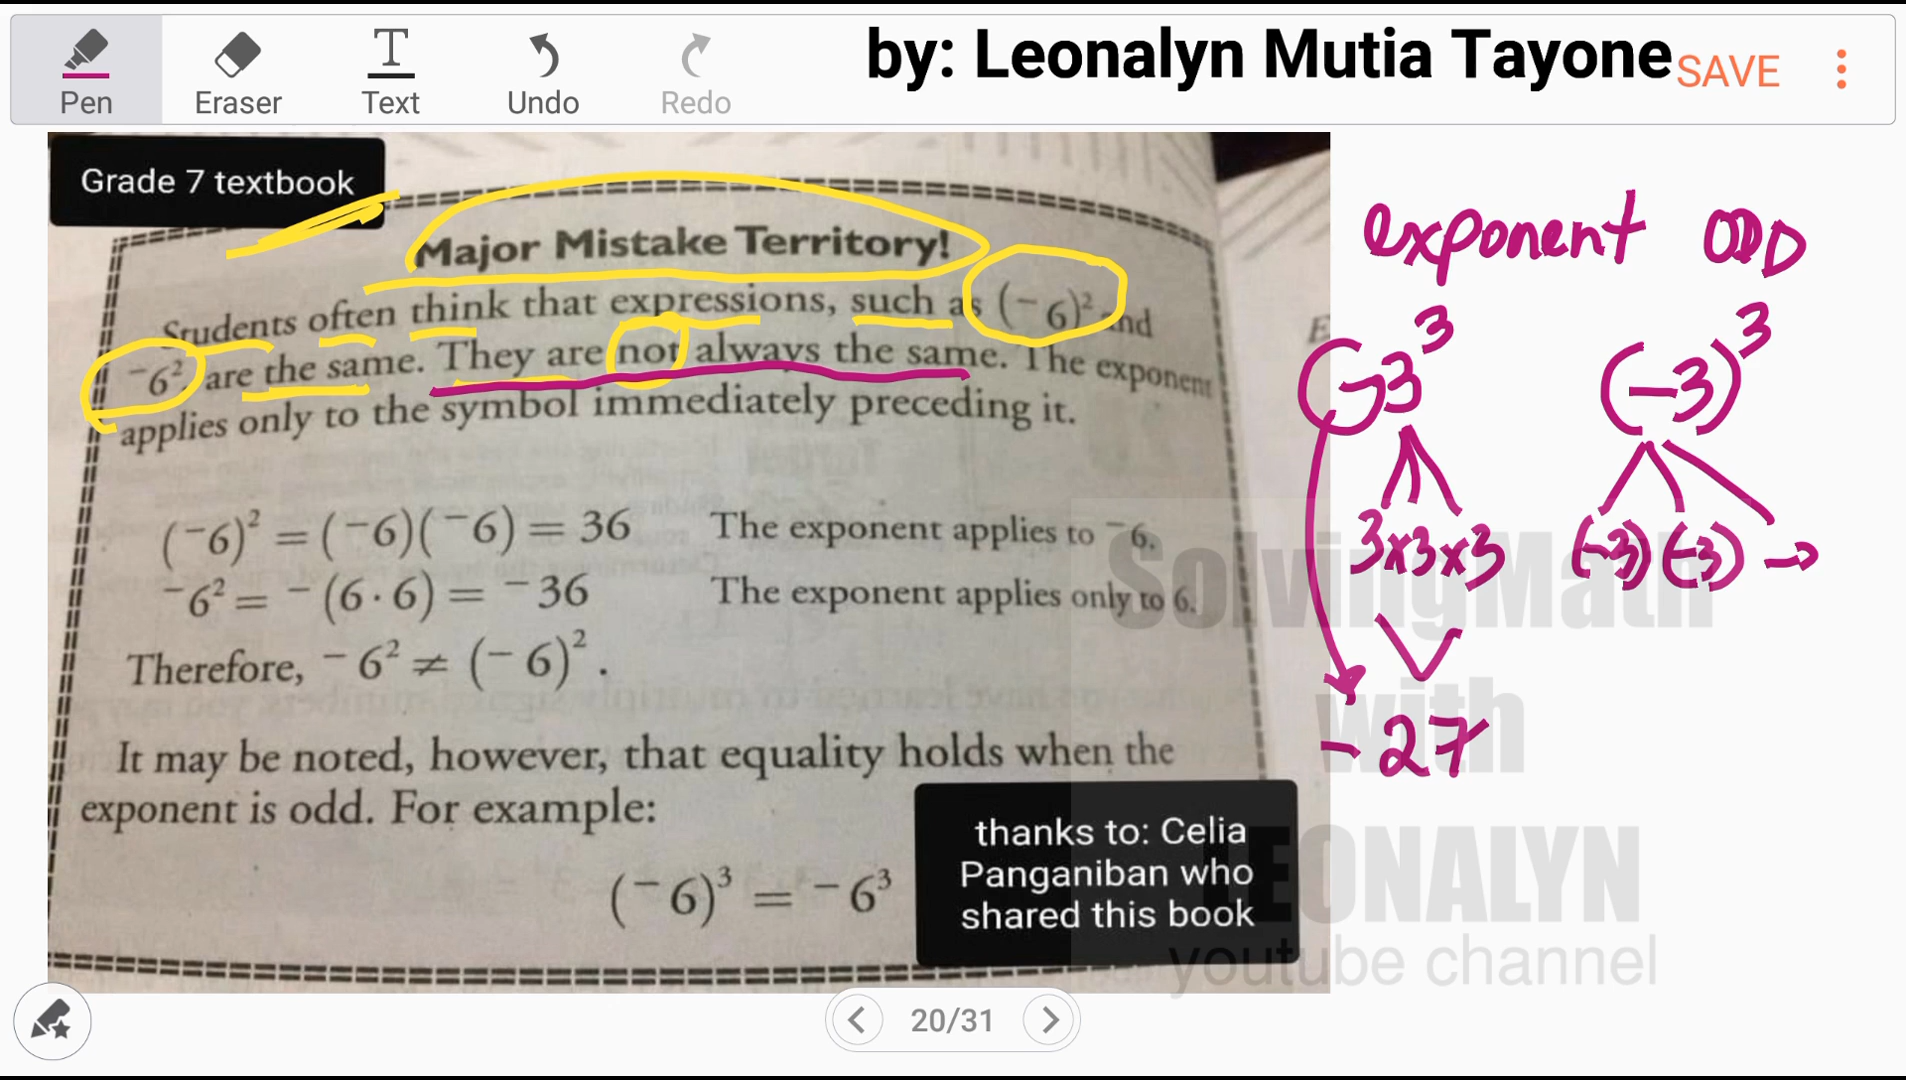 by: Leonalyn Mutia Tayone
Pen
Eraser
Text
Undo
Redo
SAVE
Grade 7 textbook
Major Mistake Territory!
Students often think that expressions, such as (⁻6)² and
⁻6², are the same. They are not always the same. The exponent
applies only to the symbol immediately preceding it.
(⁻6)² = (⁻6)(⁻6) = 36 The exponent applies to ⁻6.
⁻6² = ⁻(6 · 6) = ⁻36 The exponent applies only to 6.
Therefore, ⁻6² ≠ (⁻6)².
It may be noted, however, that equality holds when the
exponent is odd. For example:
(⁻6)³ = ⁻6³
thanks to: Celia
Panganiban who
shared this book
exponent ODD
-3³ (-3)³
3x3x3 (-3)(-3)
-27
SolvingMath
with
LEONALYN
youtube channel
20/31